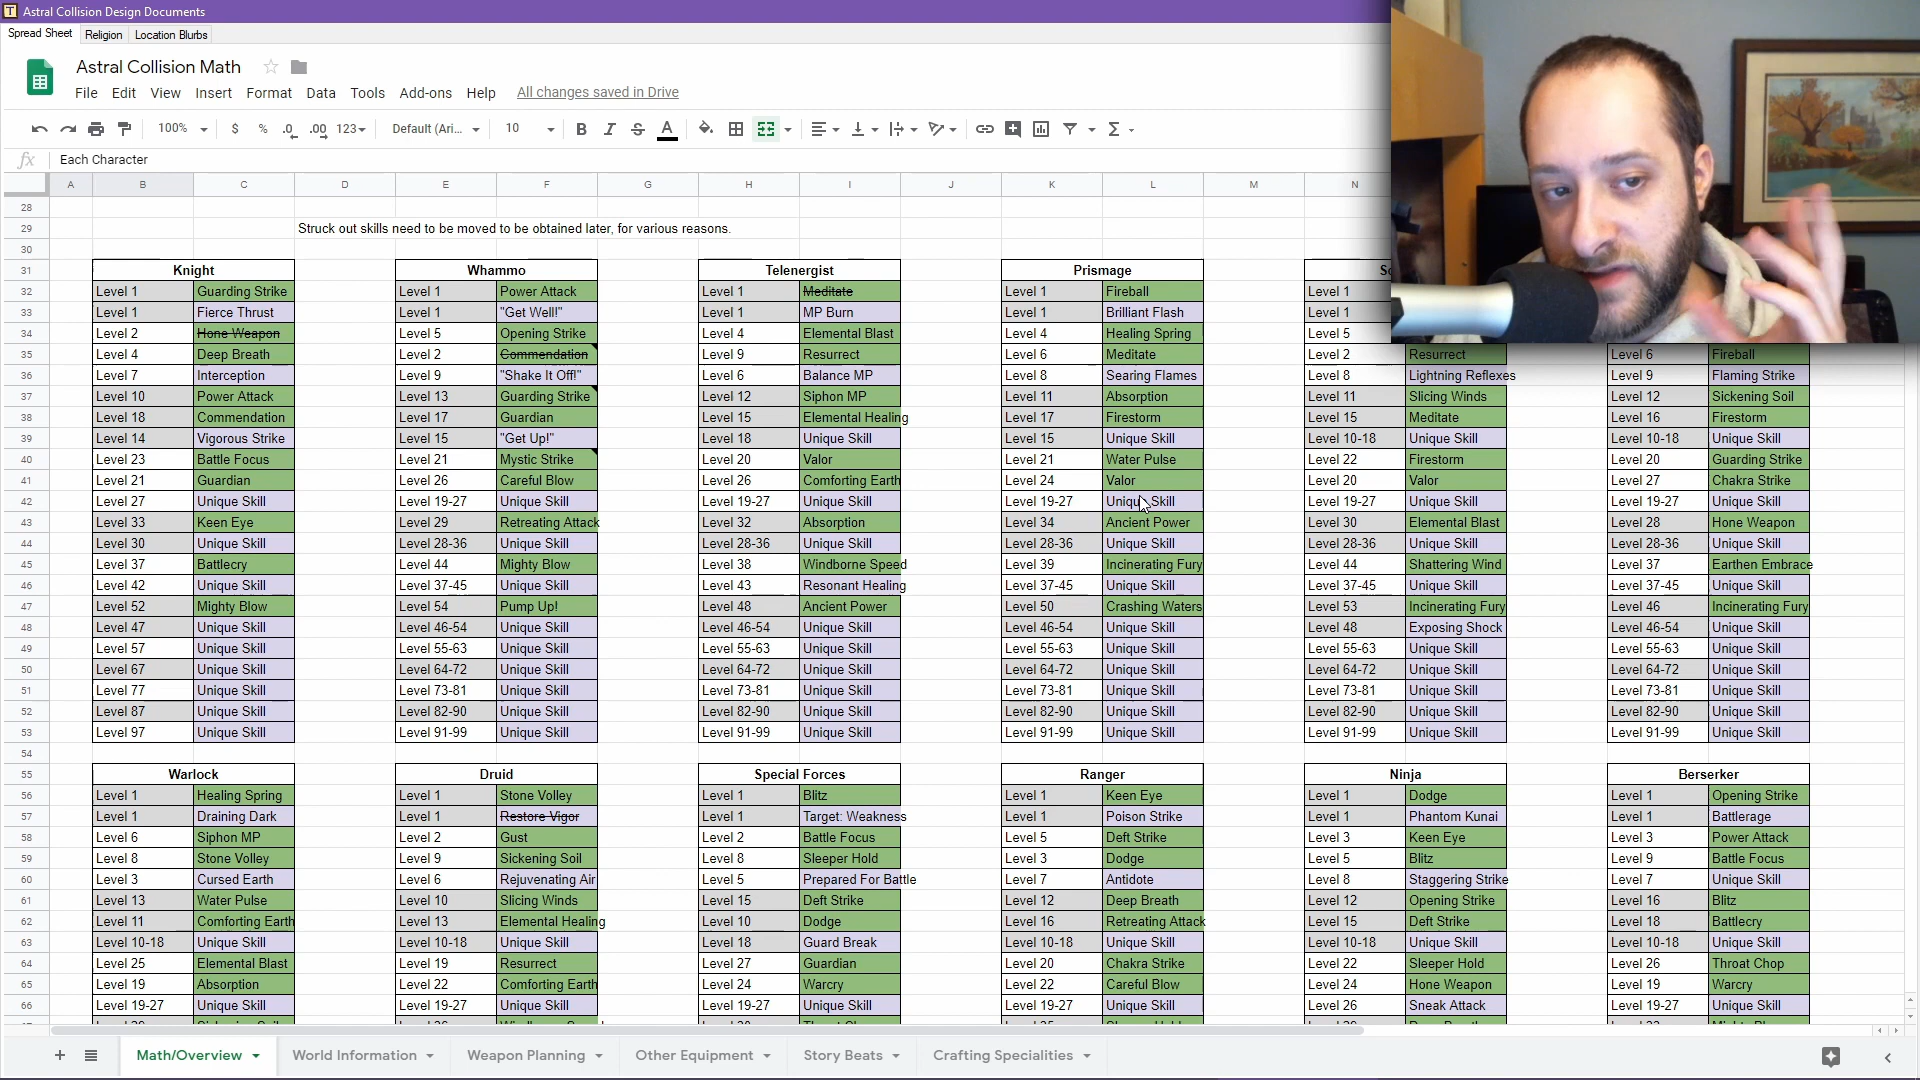 Astral Collision Design Documents
Spread Sheet Religion Location Blurbs
Astral Collision Math
File Edit View Insert Format Data Tools Add-ons Help All changes saved in Drive
100% $ % .0 .00 123 Default (Ari... 10 B I S A
fx Each Character
A B C D E F G H I J K L M N
28
29 Struck out skills need to be moved to be obtained later, for various reasons.
30
31 Knight Whammo Telenergist Prismage
32 Level 1 Guarding Strike Level 1 Power Attack Level 1 Meditate Level 1 Fireball Level 1
33 Level 1 Fierce Thrust Level 1 "Get Well!" Level 1 MP Burn Level 1 Brilliant Flash Level 1
34 Level 2 Hone Weapon Level 5 Opening Strike Level 4 Elemental Blast Level 4 Healing Spring Level 5
35 Level 4 Deep Breath Level 2 Commendation Level 9 Resurrect Level 6 Meditate Level 2 Resurrect Level 6 Fireball
36 Level 7 Interception Level 9 "Shake It Off!" Level 6 Balance MP Level 8 Searing Flames Level 8 Lightning Reflexes Level 9 Flaming Strike
37 Level 10 Power Attack Level 13 Guarding Strike Level 12 Siphon MP Level 11 Absorption Level 11 Slicing Winds Level 12 Sickening Soil
38 Level 18 Commendation Level 17 Guardian Level 15 Elemental Healing Level 17 Firestorm Level 15 Meditate Level 16 Firestorm
39 Level 14 Vigorous Strike Level 15 "Get Up!" Level 18 Unique Skill Level 15 Unique Skill Level 10-18 Unique Skill Level 10-18 Unique Skill
40 Level 23 Battle Focus Level 21 Mystic Strike Level 20 Valor Level 21 Water Pulse Level 22 Firestorm Level 20 Guarding Strike
41 Level 21 Guardian Level 26 Careful Blow Level 26 Comforting Earth Level 24 Valor Level 20 Valor Level 27 Chakra Strike
42 Level 27 Unique Skill Level 19-27 Unique Skill Level 19-27 Unique Skill Level 19-27 Unique Skill Level 19-27 Unique Skill Level 19-27 Unique Skill
43 Level 33 Keen Eye Level 29 Retreating Attack Level 32 Absorption Level 34 Ancient Power Level 30 Elemental Blast Level 28 Hone Weapon
44 Level 30 Unique Skill Level 28-36 Unique Skill Level 28-36 Unique Skill Level 28-36 Unique Skill Level 28-36 Unique Skill Level 28-36 Unique Skill
45 Level 37 Battlecry Level 44 Mighty Blow Level 38 Windborne Speed Level 39 Incinerating Fury Level 44 Shattering Wind Level 37 Earthen Embrace
46 Level 42 Unique Skill Level 37-45 Unique Skill Level 43 Resonant Healing Level 37-45 Unique Skill Level 37-45 Unique Skill Level 37-45 Unique Skill
47 Level 52 Mighty Blow Level 54 Pump Up! Level 48 Ancient Power Level 50 Crashing Waters Level 53 Incinerating Fury Level 46 Incinerating Fury
48 Level 47 Unique Skill Level 46-54 Unique Skill Level 46-54 Unique Skill Level 46-54 Unique Skill Level 48 Exposing Shock Level 46-54 Unique Skill
49 Level 57 Unique Skill Level 55-63 Unique Skill Level 55-63 Unique Skill Level 55-63 Unique Skill Level 55-63 Unique Skill Level 55-63 Unique Skill
50 Level 67 Unique Skill Level 64-72 Unique Skill Level 64-72 Unique Skill Level 64-72 Unique Skill Level 64-72 Unique Skill Level 64-72 Unique Skill
51 Level 77 Unique Skill Level 73-81 Unique Skill Level 73-81 Unique Skill Level 73-81 Unique Skill Level 73-81 Unique Skill Level 73-81 Unique Skill
52 Level 87 Unique Skill Level 82-90 Unique Skill Level 82-90 Unique Skill Level 82-90 Unique Skill Level 82-90 Unique Skill Level 82-90 Unique Skill
53 Level 97 Unique Skill Level 91-99 Unique Skill Level 91-99 Unique Skill Level 91-99 Unique Skill Level 91-99 Unique Skill Level 91-99 Unique Skill
54
55 Warlock Druid Special Forces Ranger Ninja Berserker
56 Level 1 Healing Spring Level 1 Stone Volley Level 1 Blitz Level 1 Keen Eye Level 1 Dodge Level 1 Opening Strike
57 Level 1 Draining Dark Level 1 Restore Vigor Level 1 Target: Weakness Level 1 Poison Strike Level 1 Phantom Kunai Level 1 Battlerage
58 Level 6 Siphon MP Level 2 Gust Level 2 Battle Focus Level 5 Deft Strike Level 3 Keen Eye Level 3 Power Attack
59 Level 8 Stone Volley Level 9 Sickening Soil Level 8 Sleeper Hold Level 3 Dodge Level 5 Blitz Level 9 Battle Focus
60 Level 3 Cursed Earth Level 6 Rejuvenating Air Level 5 Prepared For Battle Level 7 Antidote Level 8 Staggering Strike Level 7 Unique Skill
61 Level 13 Water Pulse Level 10 Slicing Winds Level 15 Deft Strike Level 12 Deep Breath Level 12 Opening Strike Level 16 Blitz
62 Level 11 Comforting Earth Level 13 Elemental Healing Level 10 Dodge Level 16 Retreating Attack Level 15 Deft Strike Level 18 Battlecry
63 Level 10-18 Unique Skill Level 10-18 Unique Skill Level 18 Guard Break Level 10-18 Unique Skill Level 10-18 Unique Skill Level 10-18 Unique Skill
64 Level 25 Elemental Blast Level 19 Resurrect Level 27 Guardian Level 20 Chakra Strike Level 22 Sleeper Hold Level 26 Throat Chop
65 Level 19 Absorption Level 22 Comforting Earth Level 24 Warcry Level 22 Careful Blow Level 24 Hone Weapon Level 19 Warcry
66 Level 19-27 Unique Skill Level 19-27 Unique Skill Level 19-27 Unique Skill Level 19-27 Unique Skill Level 26 Sneak Attack Level 19-27 Unique Skill
Math/Overview World Information Weapon Planning Other Equipment Story Beats Crafting Specialities